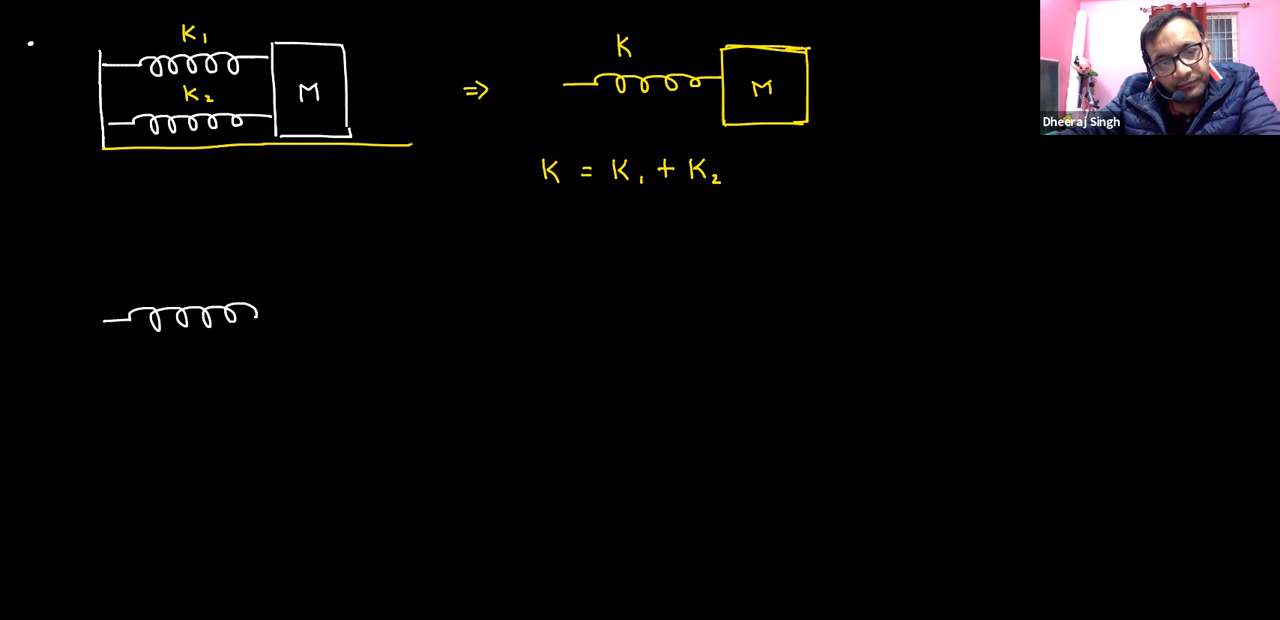 K1
K2
M
⇒
K
M
K = K1 + K2
Dheeraj Singh